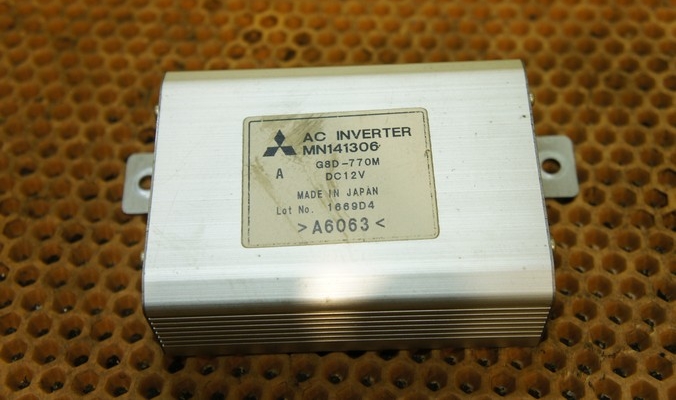 AC INVERTER
MN141306
A G8D-770M
DC12V
MADE IN JAPAN
Lot No. 1669D4
>A6063<